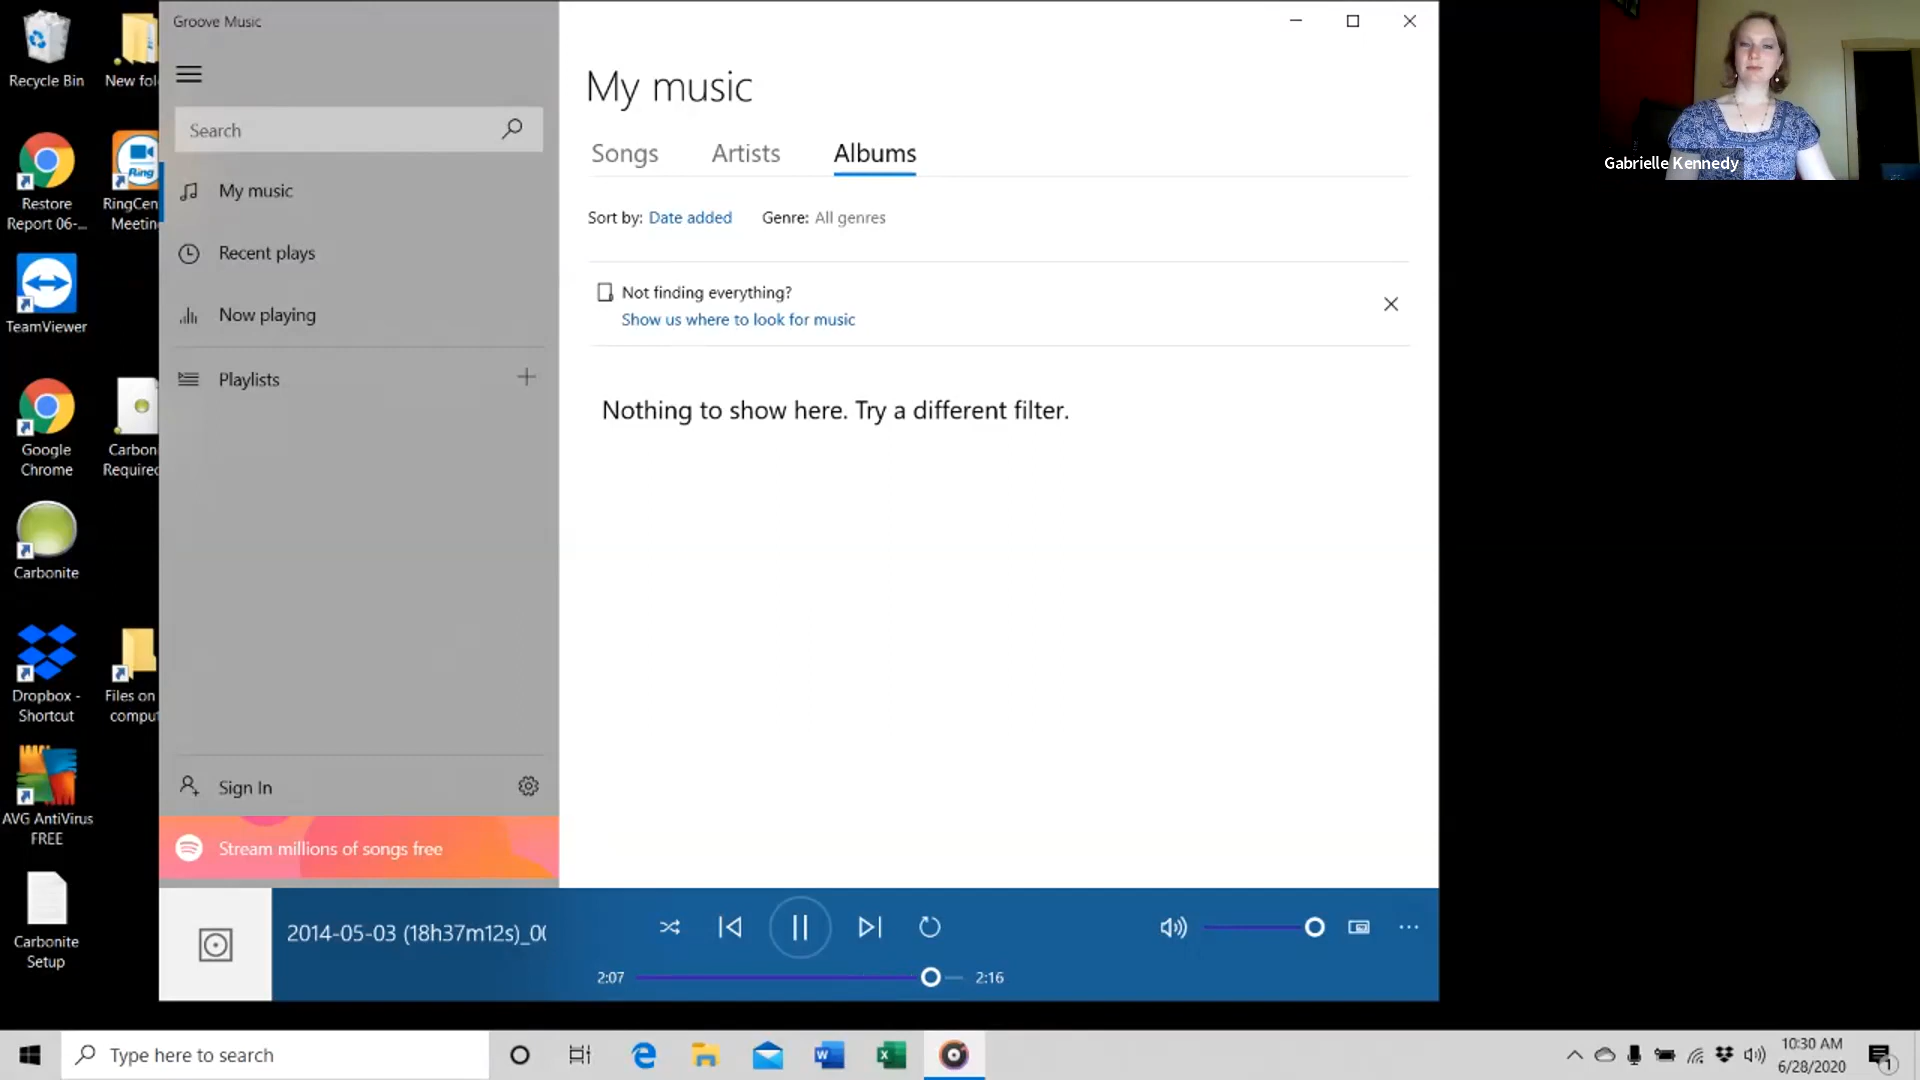 Groove Music
Search
My music
Recent plays
Now playing
Playlists
Sign In
Stream millions of songs free
My music
Songs
Artists
Albums
Sort by: Date added
Genre: All genres
Not finding everything?
Show us where to look for music
Nothing to show here. Try a different filter.
2014-05-03 (18h37m12s)_0(
2:07
2:16
Recycle Bin
New fol
Restore
Report 06-...
RingCen
Meetin
Ring
TeamViewer
Google
Chrome
Carbon
Required
Carbonite
Dropbox -
Shortcut
Files on
compu
AVG AntiVirus
FREE
Carbonite
Setup
Gabrielle Kennedy
Type here to search
10:30 AM
6/28/2020
1